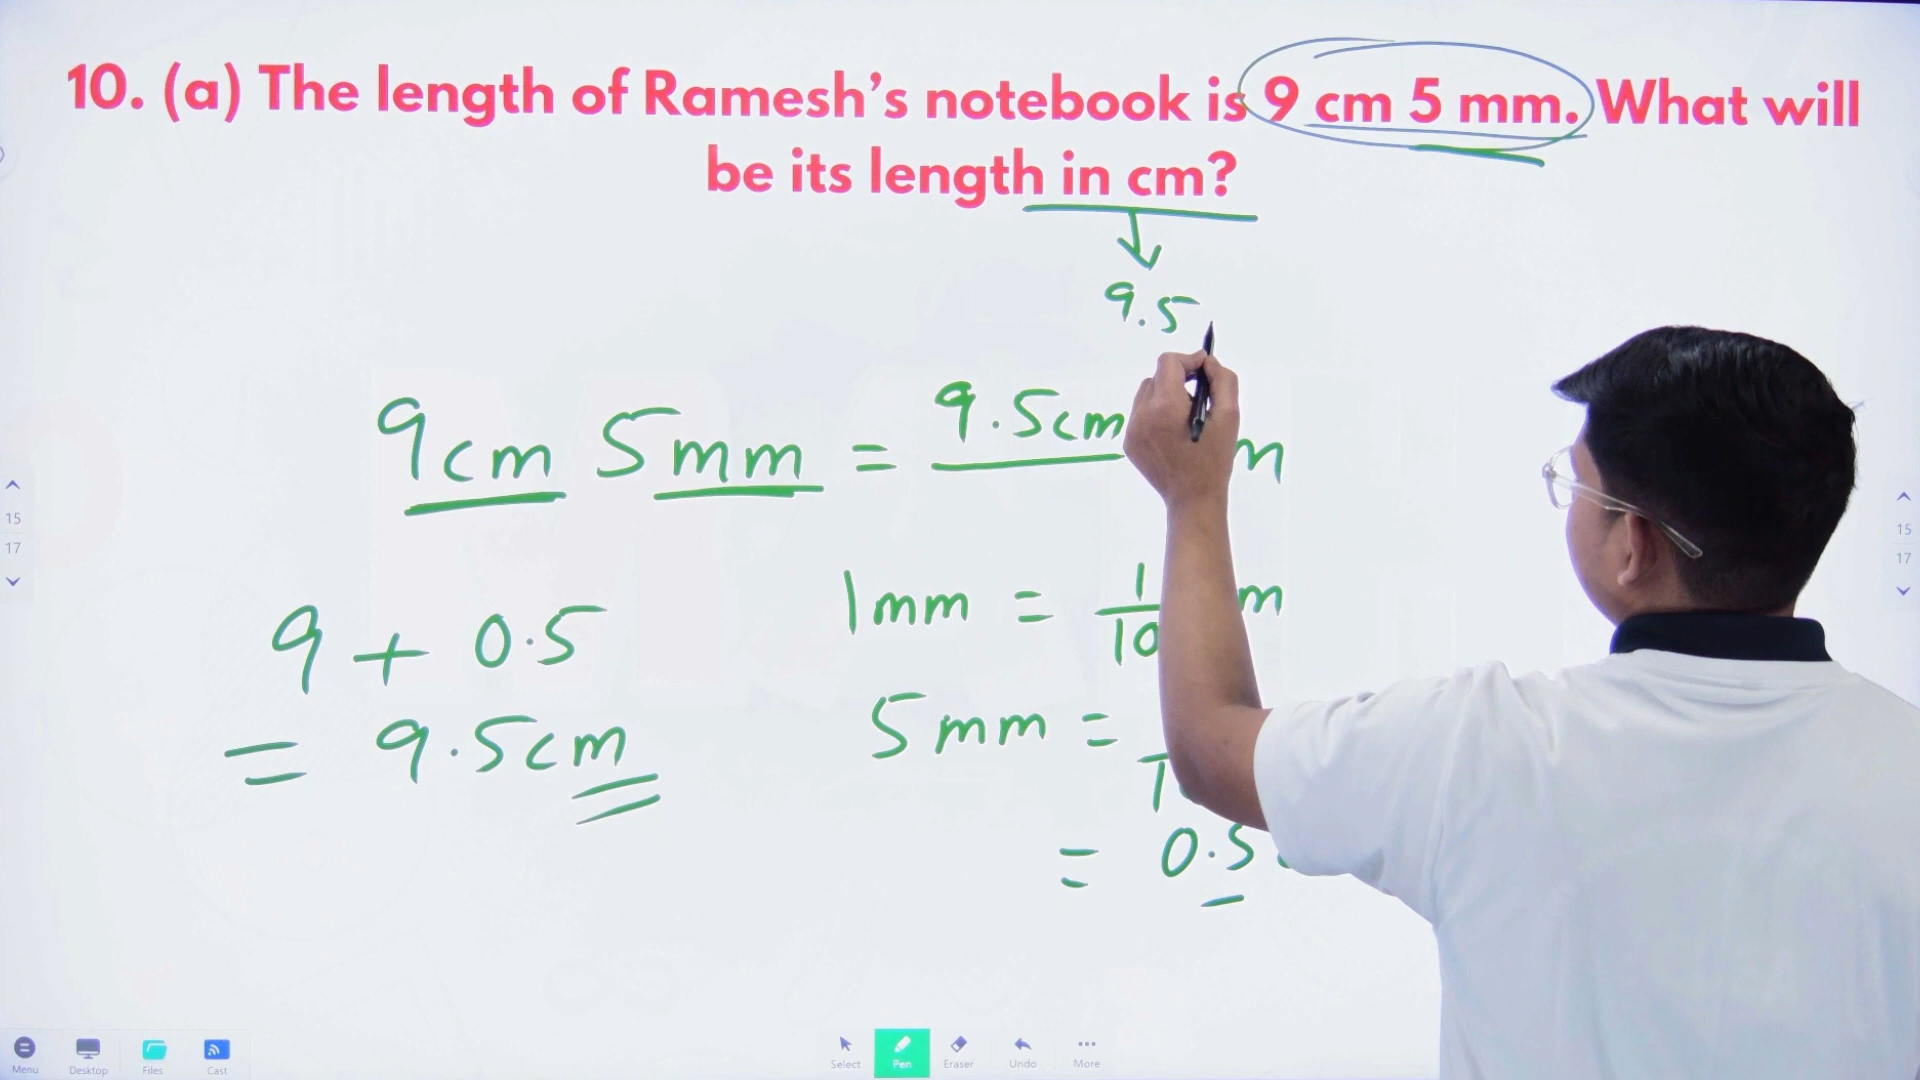 10. (a) The length of Ramesh's notebook is 9 cm 5 mm. What will
be its length in cm?
9.5
9cm 5mm = 9.5cm m
1mm = 1/10 m
9 + 0.5
5mm =
= 9.5cm
= 0.5
15
17
15
17
Menu Desktop Files Cast Select Pen Eraser Undo More